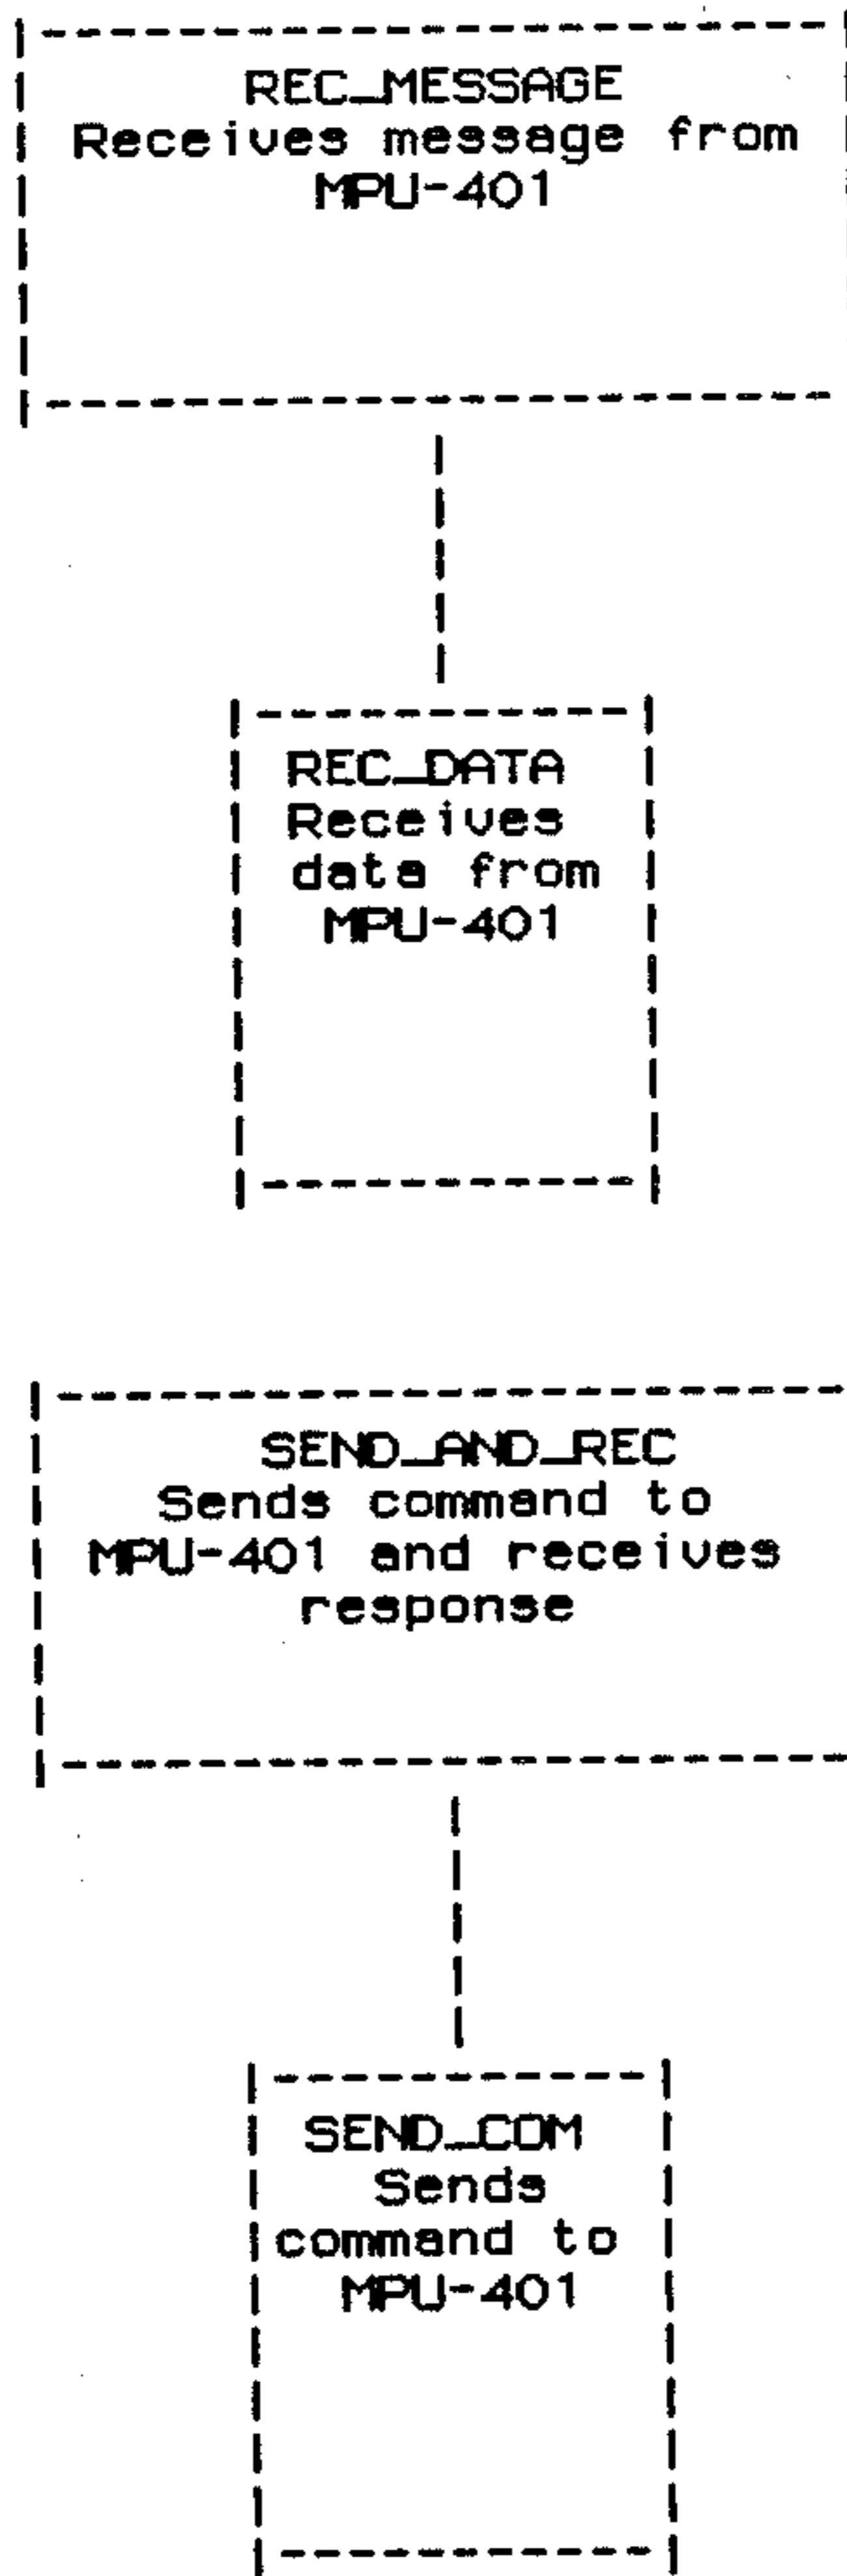 REC_MESSAGE
Receives message from
MPU-401
REC_DATA
Receives
data from
MPU-401
SEND_AND_REC
Sends command to
MPU-401 and receives
response
SEND_COM
Sends
command to
MPU-401